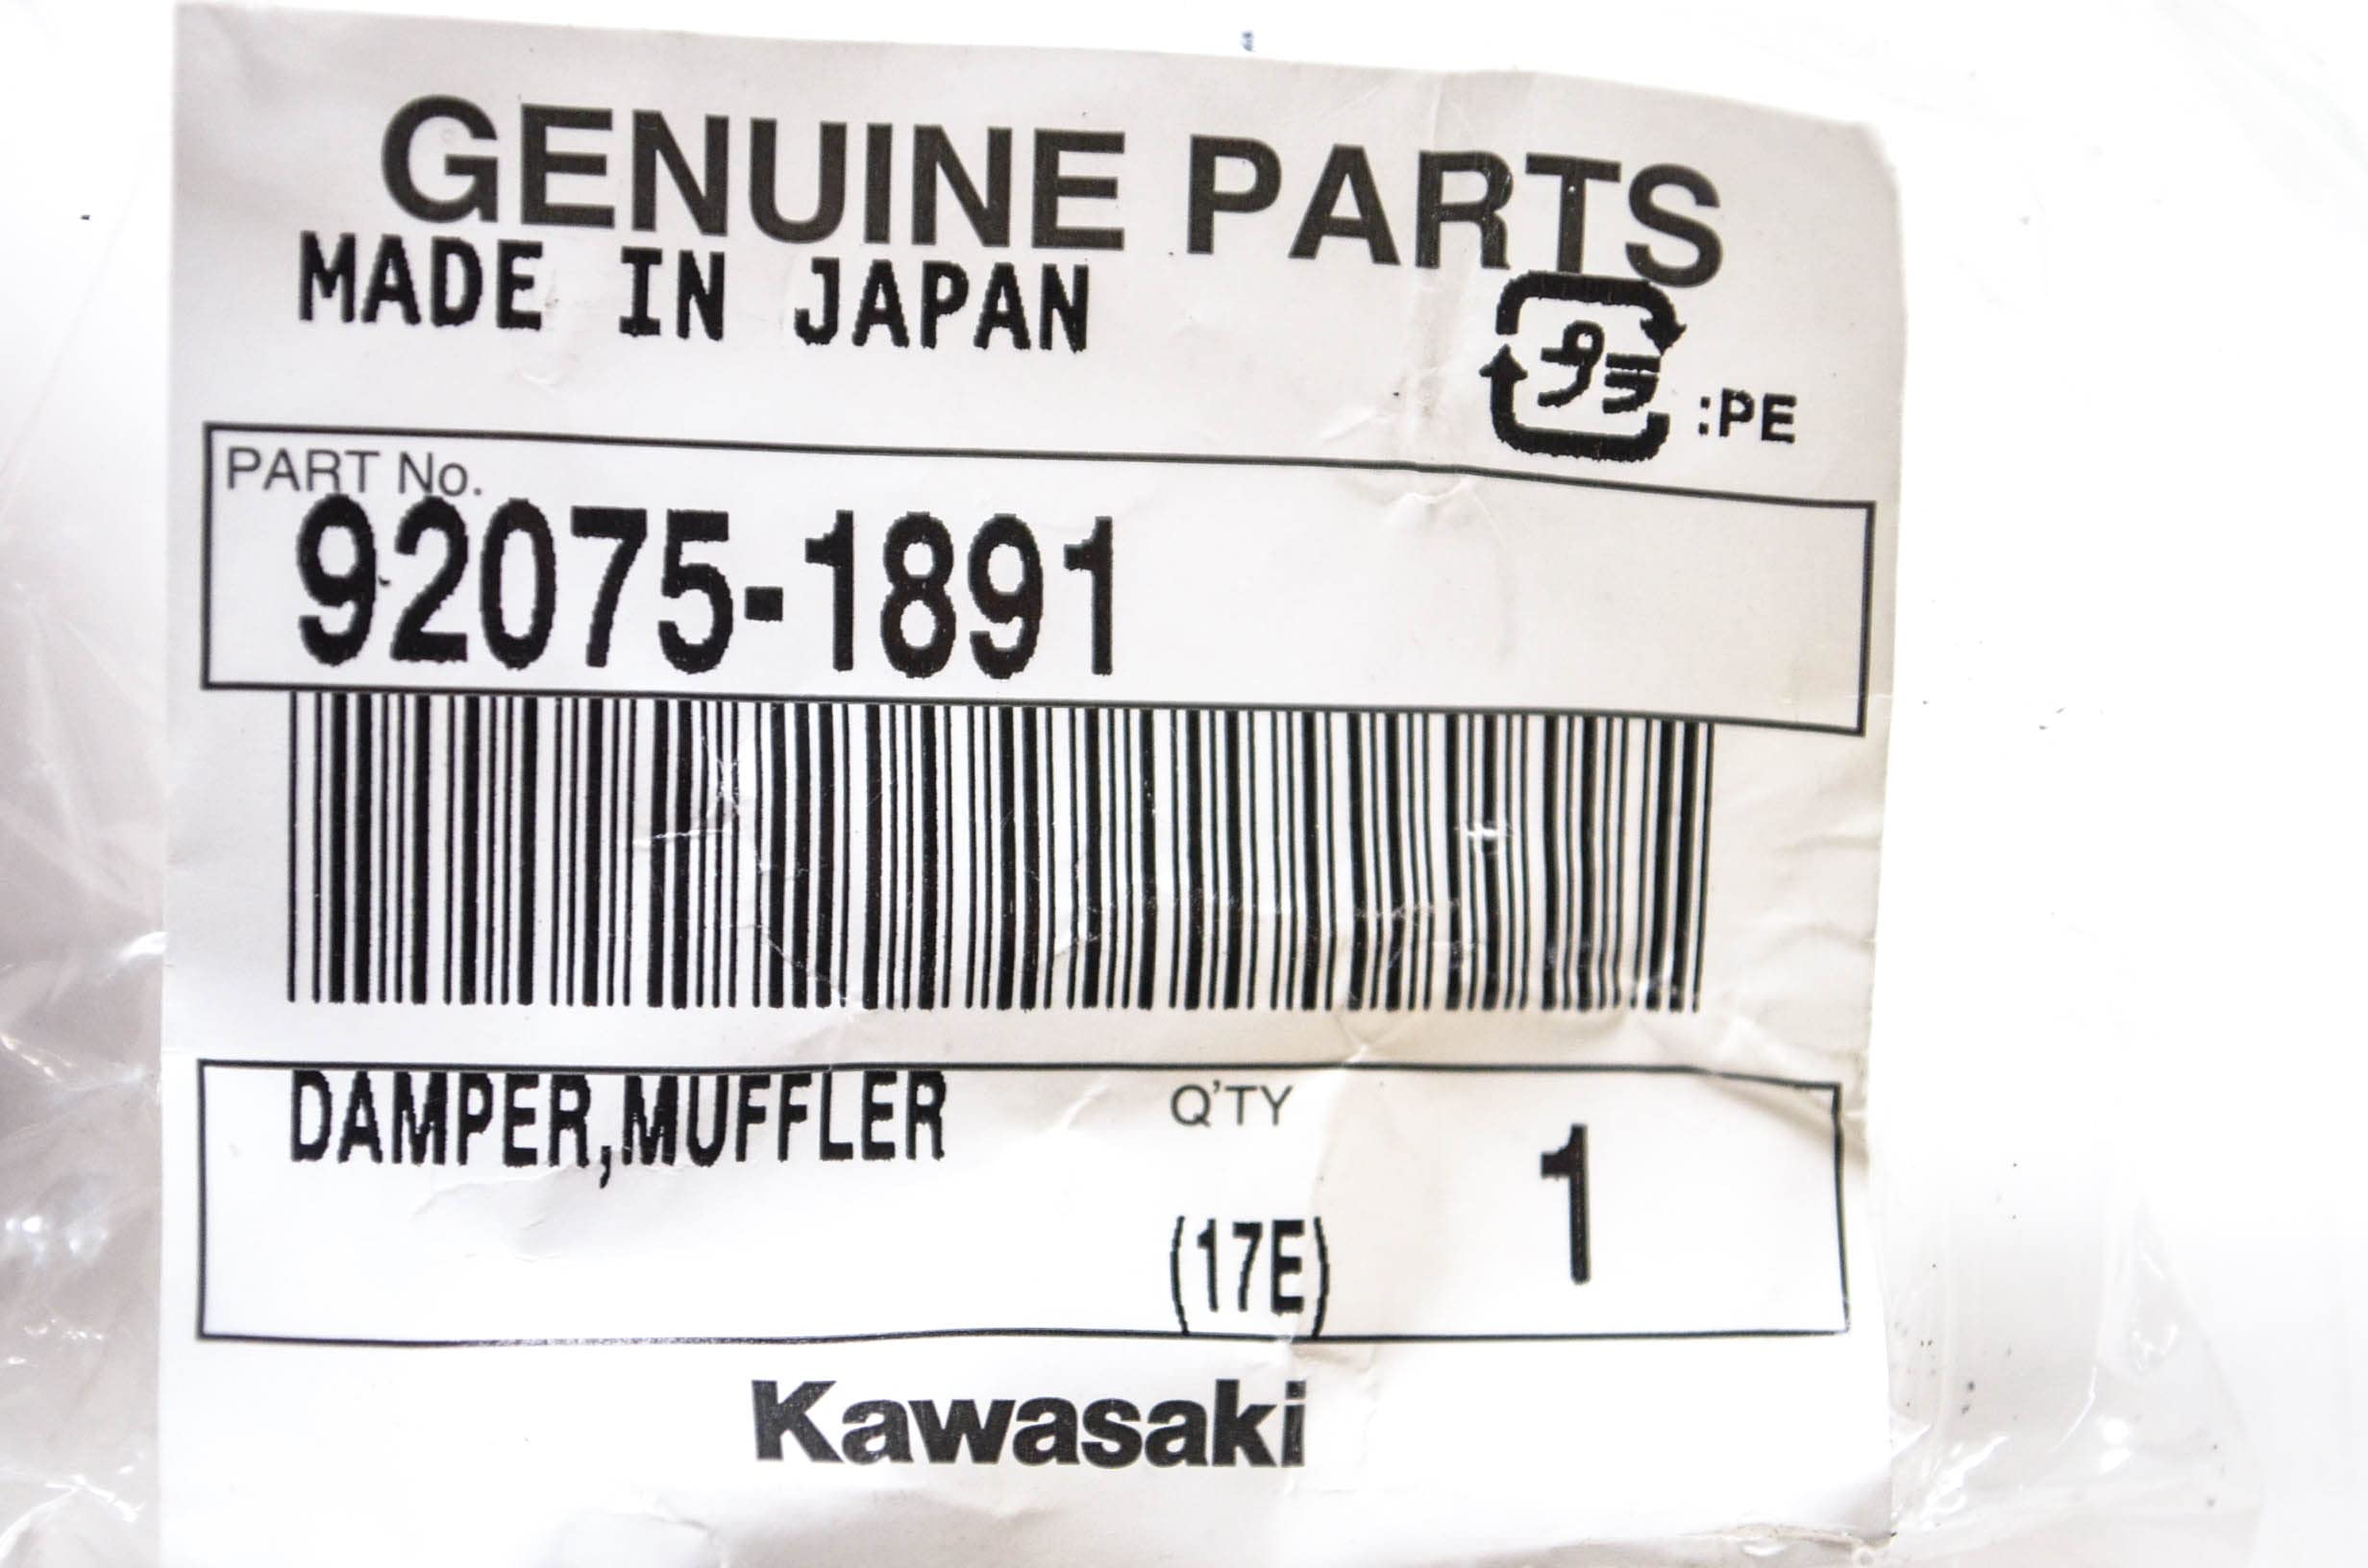 GENUINE PARTS
MADE IN JAPAN
プラ :PE
PART No.
92075-1891
DAMPER,MUFFLER
Q'TY
1
(17E)
Kawasaki